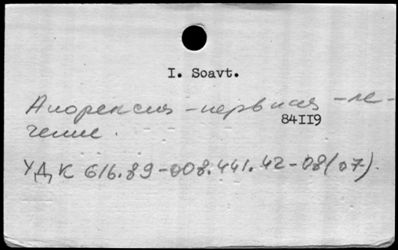 I. Soavt.
Анорексия - нервная - ле-
84II9
чение.
УДК 616.89-008.441.42-08(07).